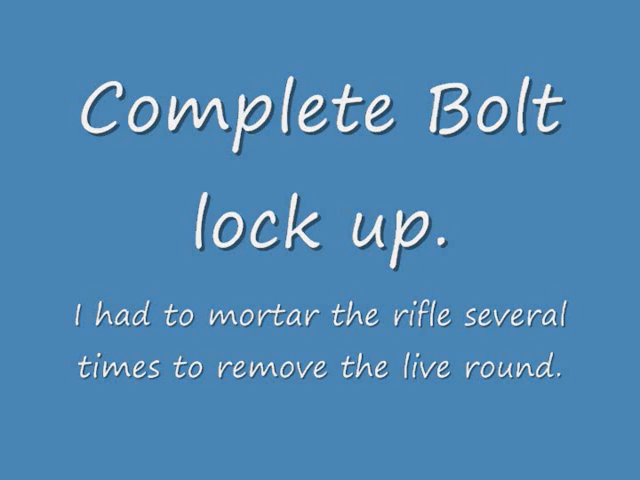 Complete Bolt
lock up.
I had to mortar the rifle several
times to remove the live round.